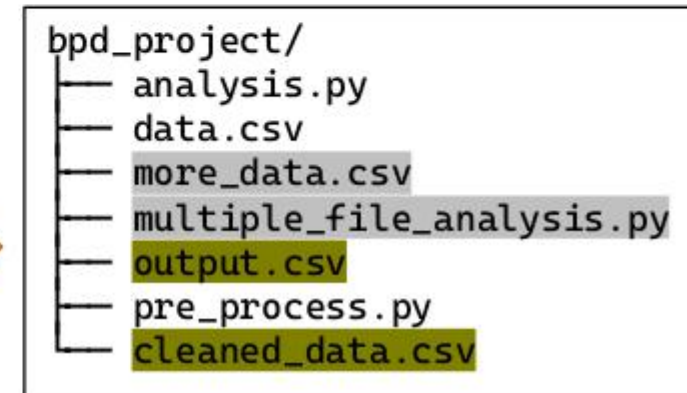 bpd_project/
├── analysis.py
├── data.csv
├── more_data.csv
├── multiple_file_analysis.py
├── output.csv
├── pre_process.py
└── cleaned_data.csv